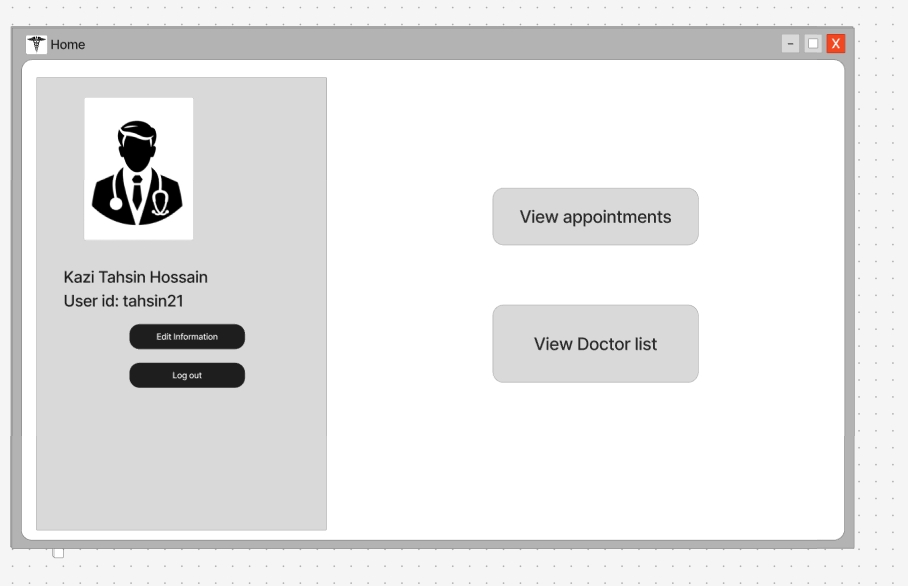 Home
- X
Kazi Tahsin Hossain
User id: tahsin21
Edit Information
Log out
View appointments
View Doctor list